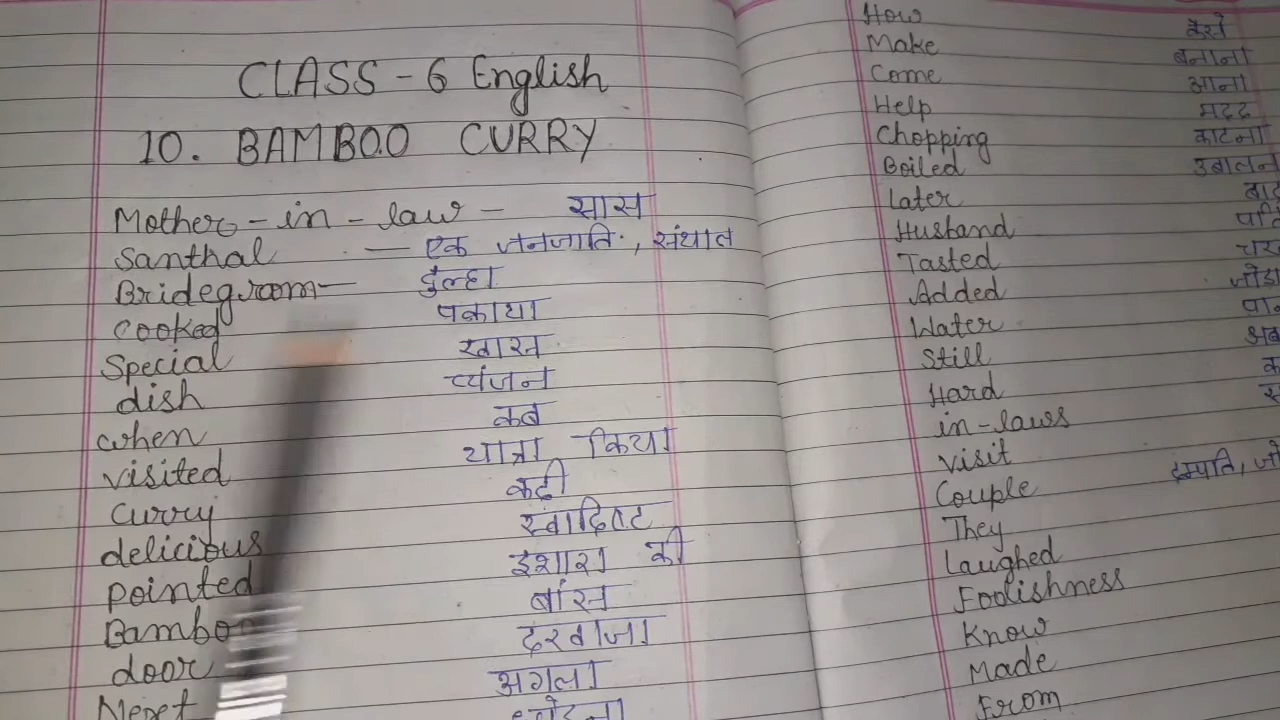 CLASS - 6 English
10. BAMBOO CURRY
Mother - in - law - सास
Santhal — एक जनजाति, संथाल
Bridegroom — दुल्हा
Cooked पकाया
Special खास
dish व्यंजन
when कब
visited यात्रा किया
curry कढ़ी
delicious स्वादिष्ट
pointed इशारा की
Bamboo बांस
door दरवाजा
Next अगला
How कैसे
Make बनाना
Come आना
Help मदद
Chopping काटना
Boiled उबालन
Later
Husband
Tasted
Added
Water
Still
Hard
in-laws
visit
Couple दम्पति,
They
Laughed
Foolishness
Know
Made
From